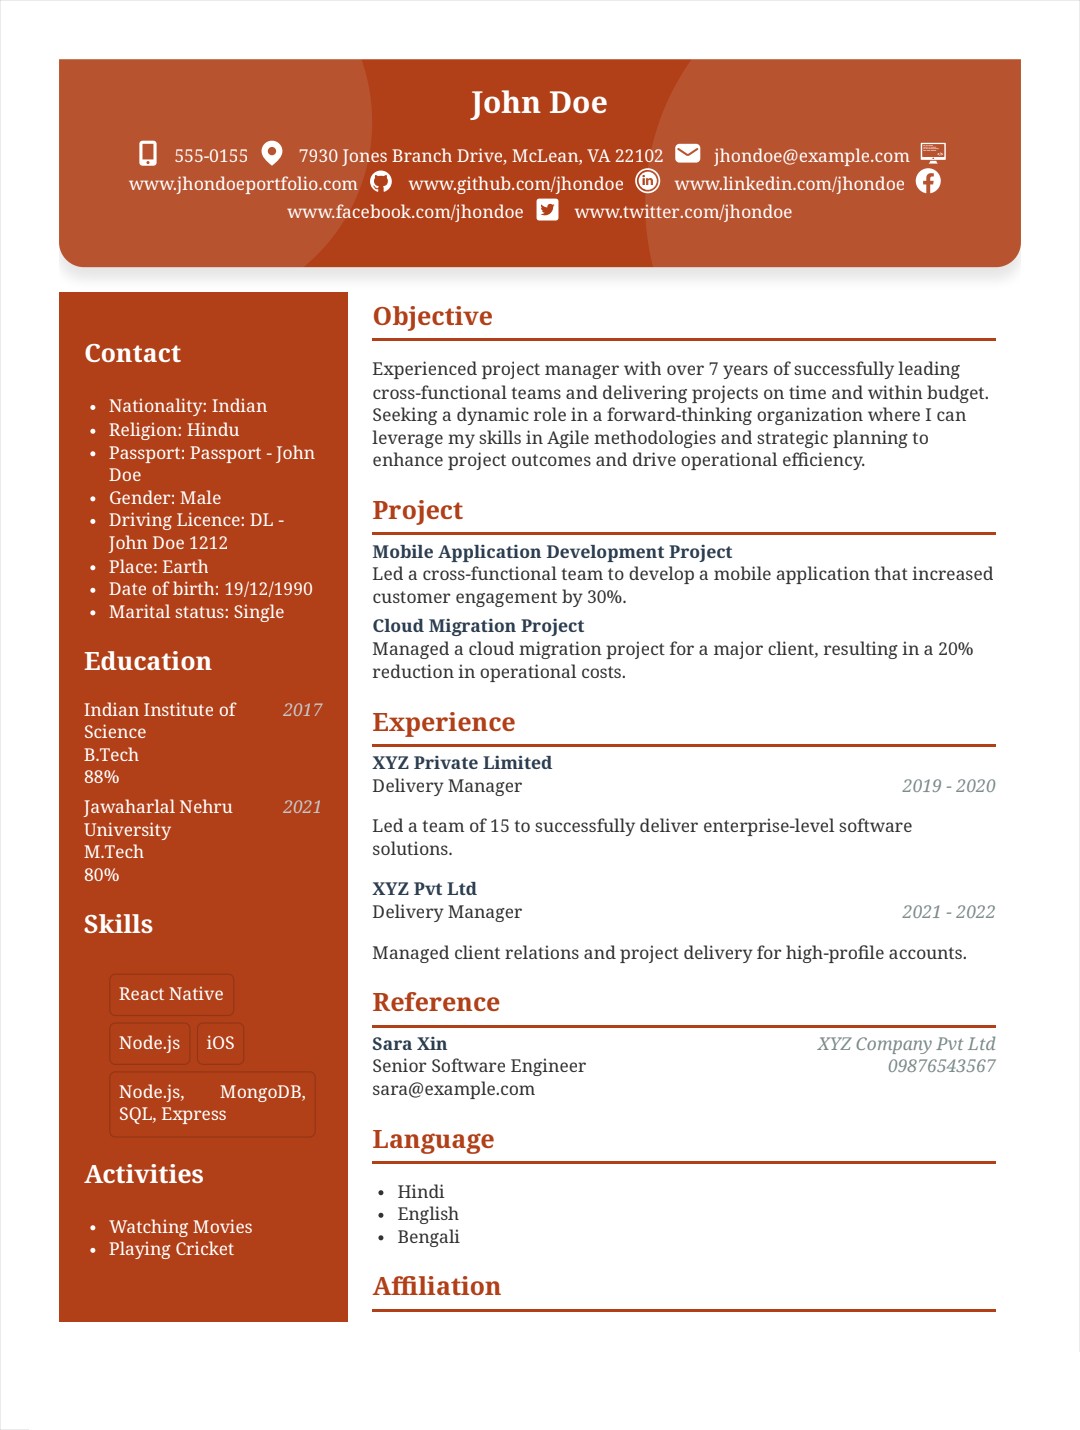 John Doe
555-0155 7930 Jones Branch Drive, McLean, VA 22102 jhondoe@example.com
www.jhondoeportfolio.com www.github.com/jhondoe www.linkedin.com/jhondoe
www.facebook.com/jhondoe www.twitter.com/jhondoe
Contact
• Nationality: Indian
• Religion: Hindu
• Passport: Passport - John
Doe
• Gender: Male
• Driving Licence: DL -
John Doe 1212
• Place: Earth
• Date of birth: 19/12/1990
• Marital status: Single
Education
Indian Institute of 2017
Science
B.Tech
88%
Jawaharlal Nehru 2021
University
M.Tech
80%
Skills
React Native
Node.js iOS
Node.js, MongoDB,
SQL, Express
Activities
• Watching Movies
• Playing Cricket
Objective
Experienced project manager with over 7 years of successfully leading
cross-functional teams and delivering projects on time and within budget.
Seeking a dynamic role in a forward-thinking organization where I can
leverage my skills in Agile methodologies and strategic planning to
enhance project outcomes and drive operational efficiency.
Project
Mobile Application Development Project
Led a cross-functional team to develop a mobile application that increased
customer engagement by 30%.
Cloud Migration Project
Managed a cloud migration project for a major client, resulting in a 20%
reduction in operational costs.
Experience
XYZ Private Limited
Delivery Manager 2019 - 2020
Led a team of 15 to successfully deliver enterprise-level software
solutions.
XYZ Pvt Ltd
Delivery Manager 2021 - 2022
Managed client relations and project delivery for high-profile accounts.
Reference
Sara Xin XYZ Company Pvt Ltd
Senior Software Engineer 09876543567
sara@example.com
Language
• Hindi
• English
• Bengali
Affiliation